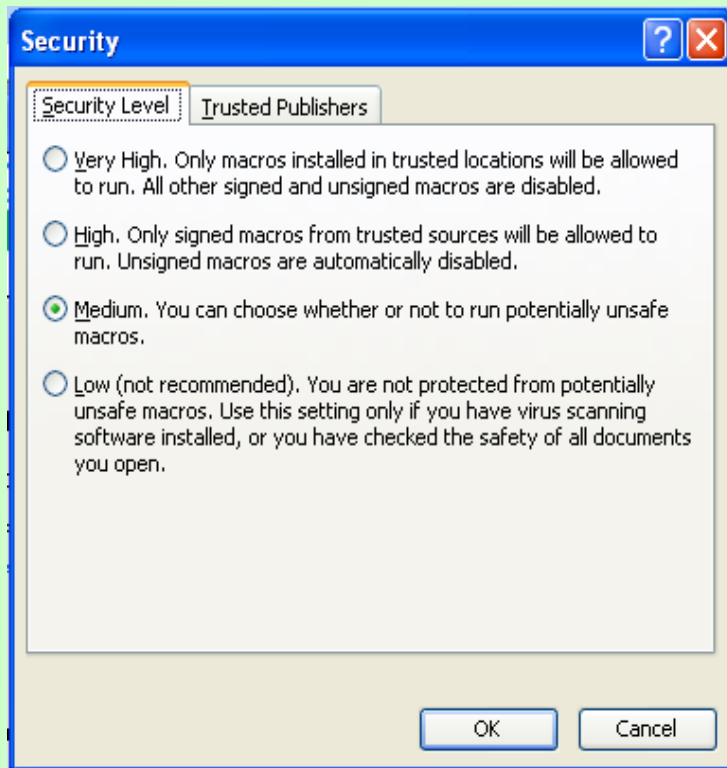 Security
?
Security Level Trusted Publishers
Very High. Only macros installed in trusted locations will be allowed
to run. All other signed and unsigned macros are disabled.
High. Only signed macros from trusted sources will be allowed to
run. Unsigned macros are automatically disabled.
Medium. You can choose whether or not to run potentially unsafe
macros.
Low (not recommended). You are not protected from potentially
unsafe macros. Use this setting only if you have virus scanning
software installed, or you have checked the safety of all documents
you open.
OK Cancel